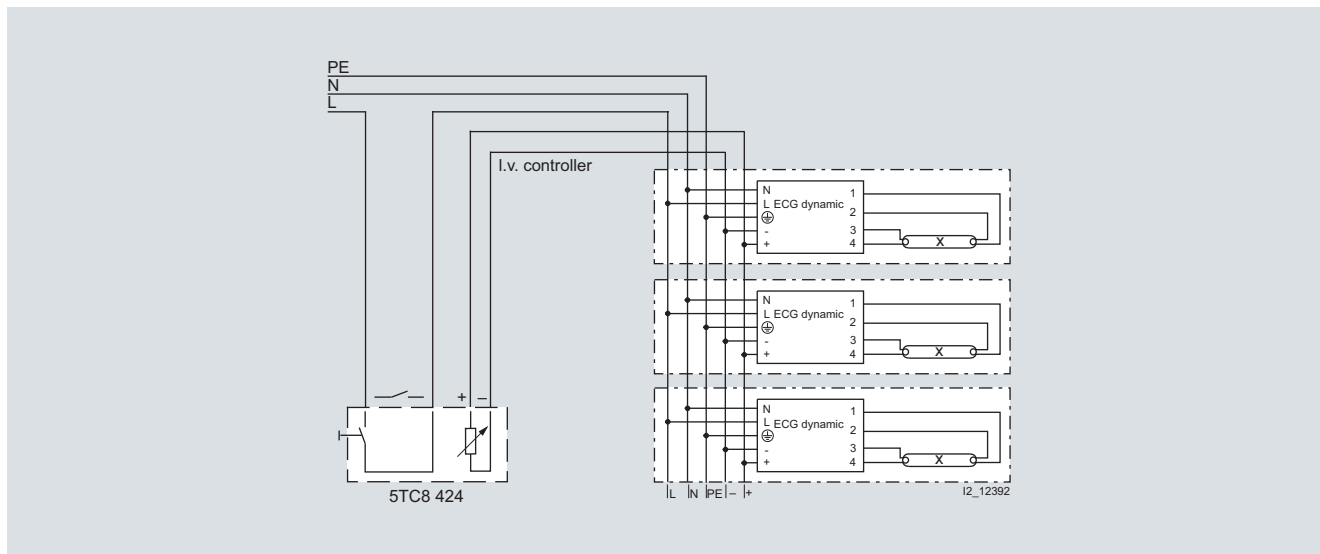 PE
N
L
l.v. controller
N
L ECG dynamic
-
+
1
2
3
4
X
N
L ECG dynamic
-
+
1
2
3
4
X
N
L ECG dynamic
-
+
1
2
3
4
X
+ –
5TC8 424
L N PE – +
I2_12392